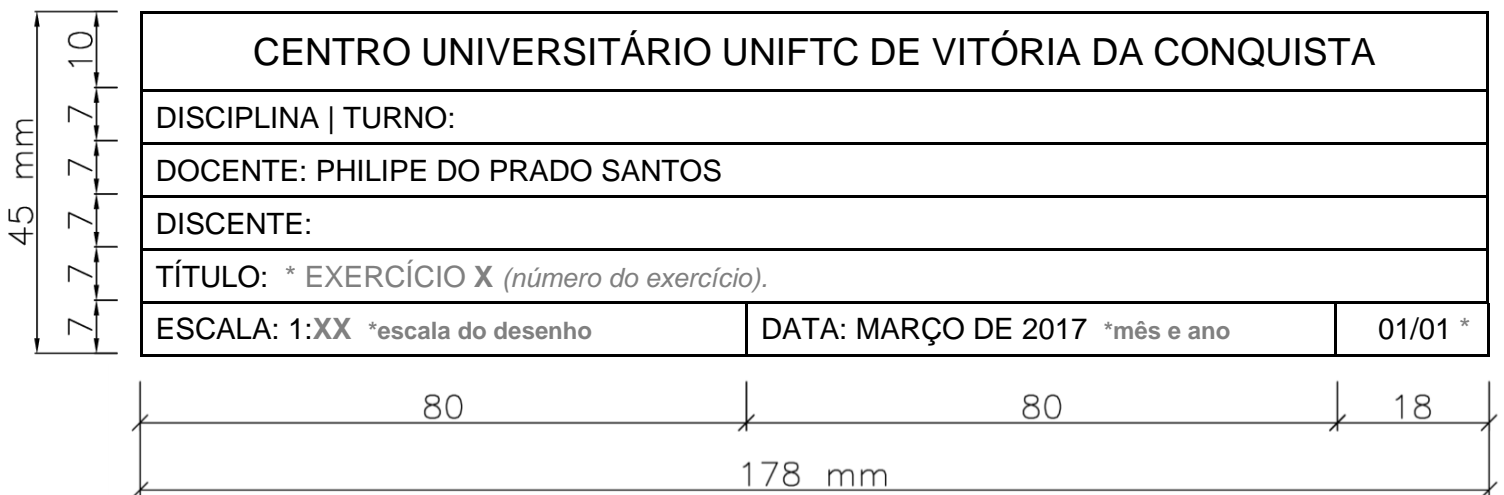 10
CENTRO UNIVERSITÁRIO UNIFTC DE VITÓRIA DA CONQUISTA
7
DISCIPLINA | TURNO:
7
DOCENTE: PHILIPE DO PRADO SANTOS
45 mm
7
DISCENTE:
7
TÍTULO: * EXERCÍCIO X (número do exercício).
7
ESCALA: 1:XX *escala do desenho
DATA: MARÇO DE 2017 *mês e ano
01/01 *
80
80
18
178 mm